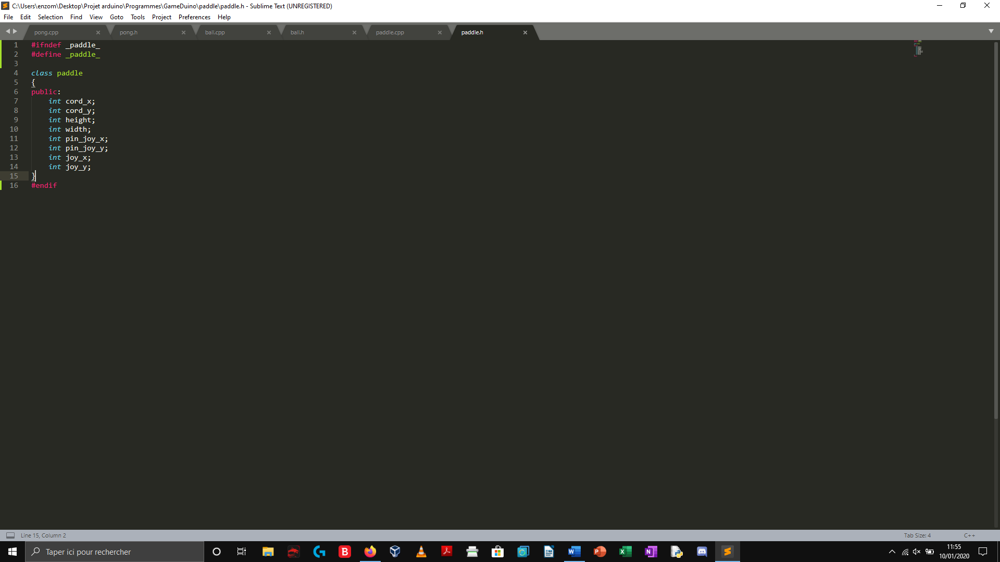 C:\Users\enzom\Desktop\Projet arduino\Programmes\GameDuino\paddle\paddle.h - Sublime Text (UNREGISTERED)
File Edit Selection Find View Goto Tools Project Preferences Help
pong.cpp pong.h ball.cpp ball.h paddle.cpp paddle.h
1 #ifndef _paddle_
2 #define _paddle_
3
4 class paddle
5 {
6 public:
7 int cord_x;
8 int cord_y;
9 int height;
10 int width;
11 int pin_joy_x;
12 int pin_joy_y;
13 int joy_x;
14 int joy_y;
15 }
16 #endif
Line 15, Column 2 Tab Size: 4 C++
Taper ici pour rechercher
11:55
10/01/2020